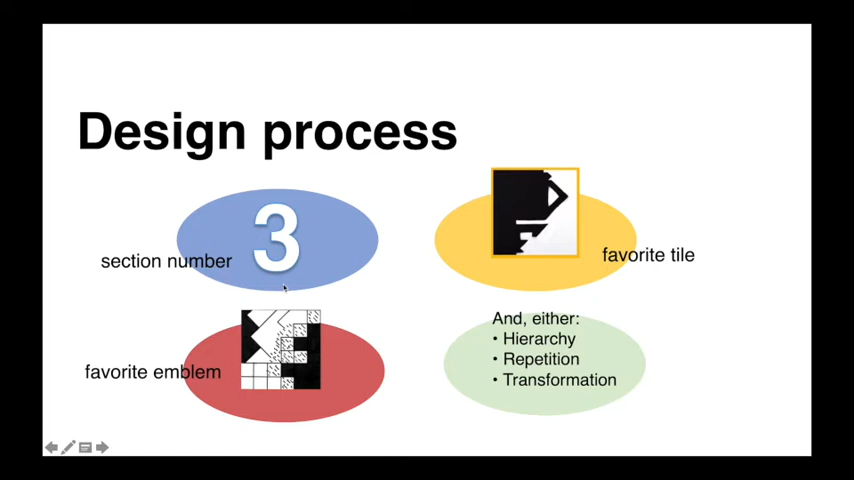 Design process
3
section number
favorite tile
favorite emblem
And, either:
• Hierarchy
• Repetition
• Transformation